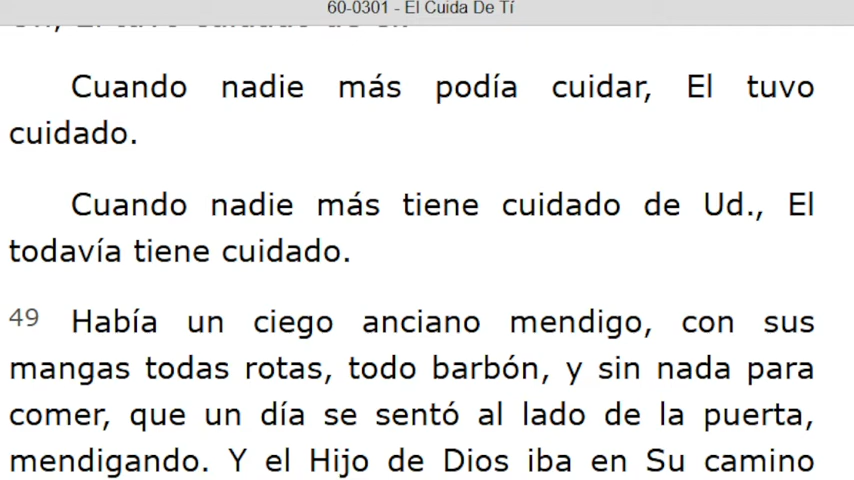 60-0301 - El Cuida De Tí
Cuando nadie más podía cuidar, El tuvo
cuidado.
Cuando nadie más tiene cuidado de Ud., El
todavía tiene cuidado.
49 Había un ciego anciano mendigo, con sus
mangas todas rotas, todo barbón, y sin nada para
comer, que un día se sentó al lado de la puerta,
mendigando. Y el Hijo de Dios iba en Su camino